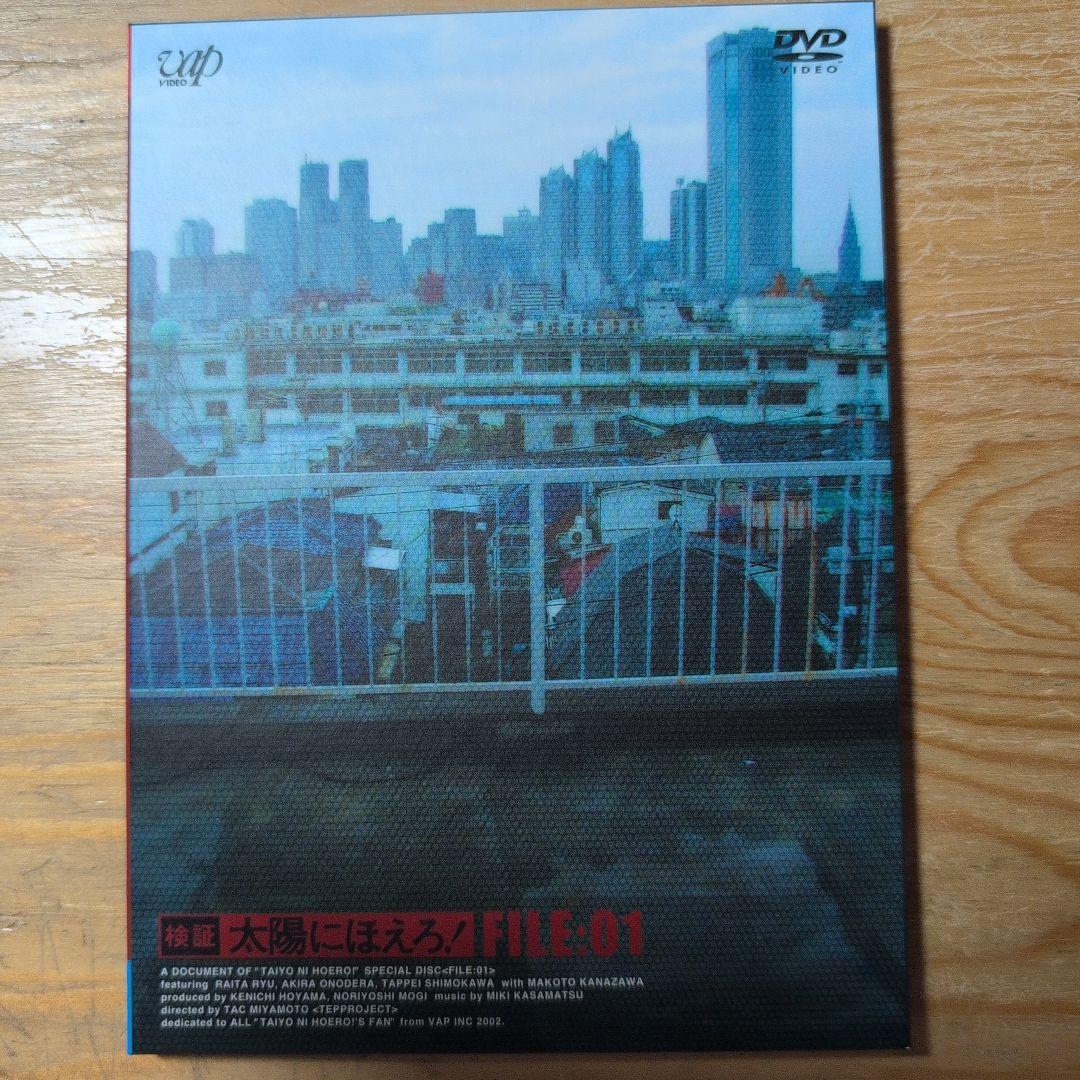 vap
VIDEO
DVD
VIDEO
検証 太陽にほえろ! FILE:01
A DOCUMENT OF "TAIYO NI HOERO!" SPECIAL DISC<FILE:01>
featuring RAITA RYU, AKIRA ONODERA, TAPPEI SHIMOKAWA with MAKOTO KANAZAWA
produced by KENICHI HOYAMA, NORIYOSHI MOGI music by MIKI KASAMATSU
directed by TAC MIYAMOTO <TEPPROJECT>
dedicated to ALL "TAIYO NI HOERO!'S FAN" from VAP INC 2002.